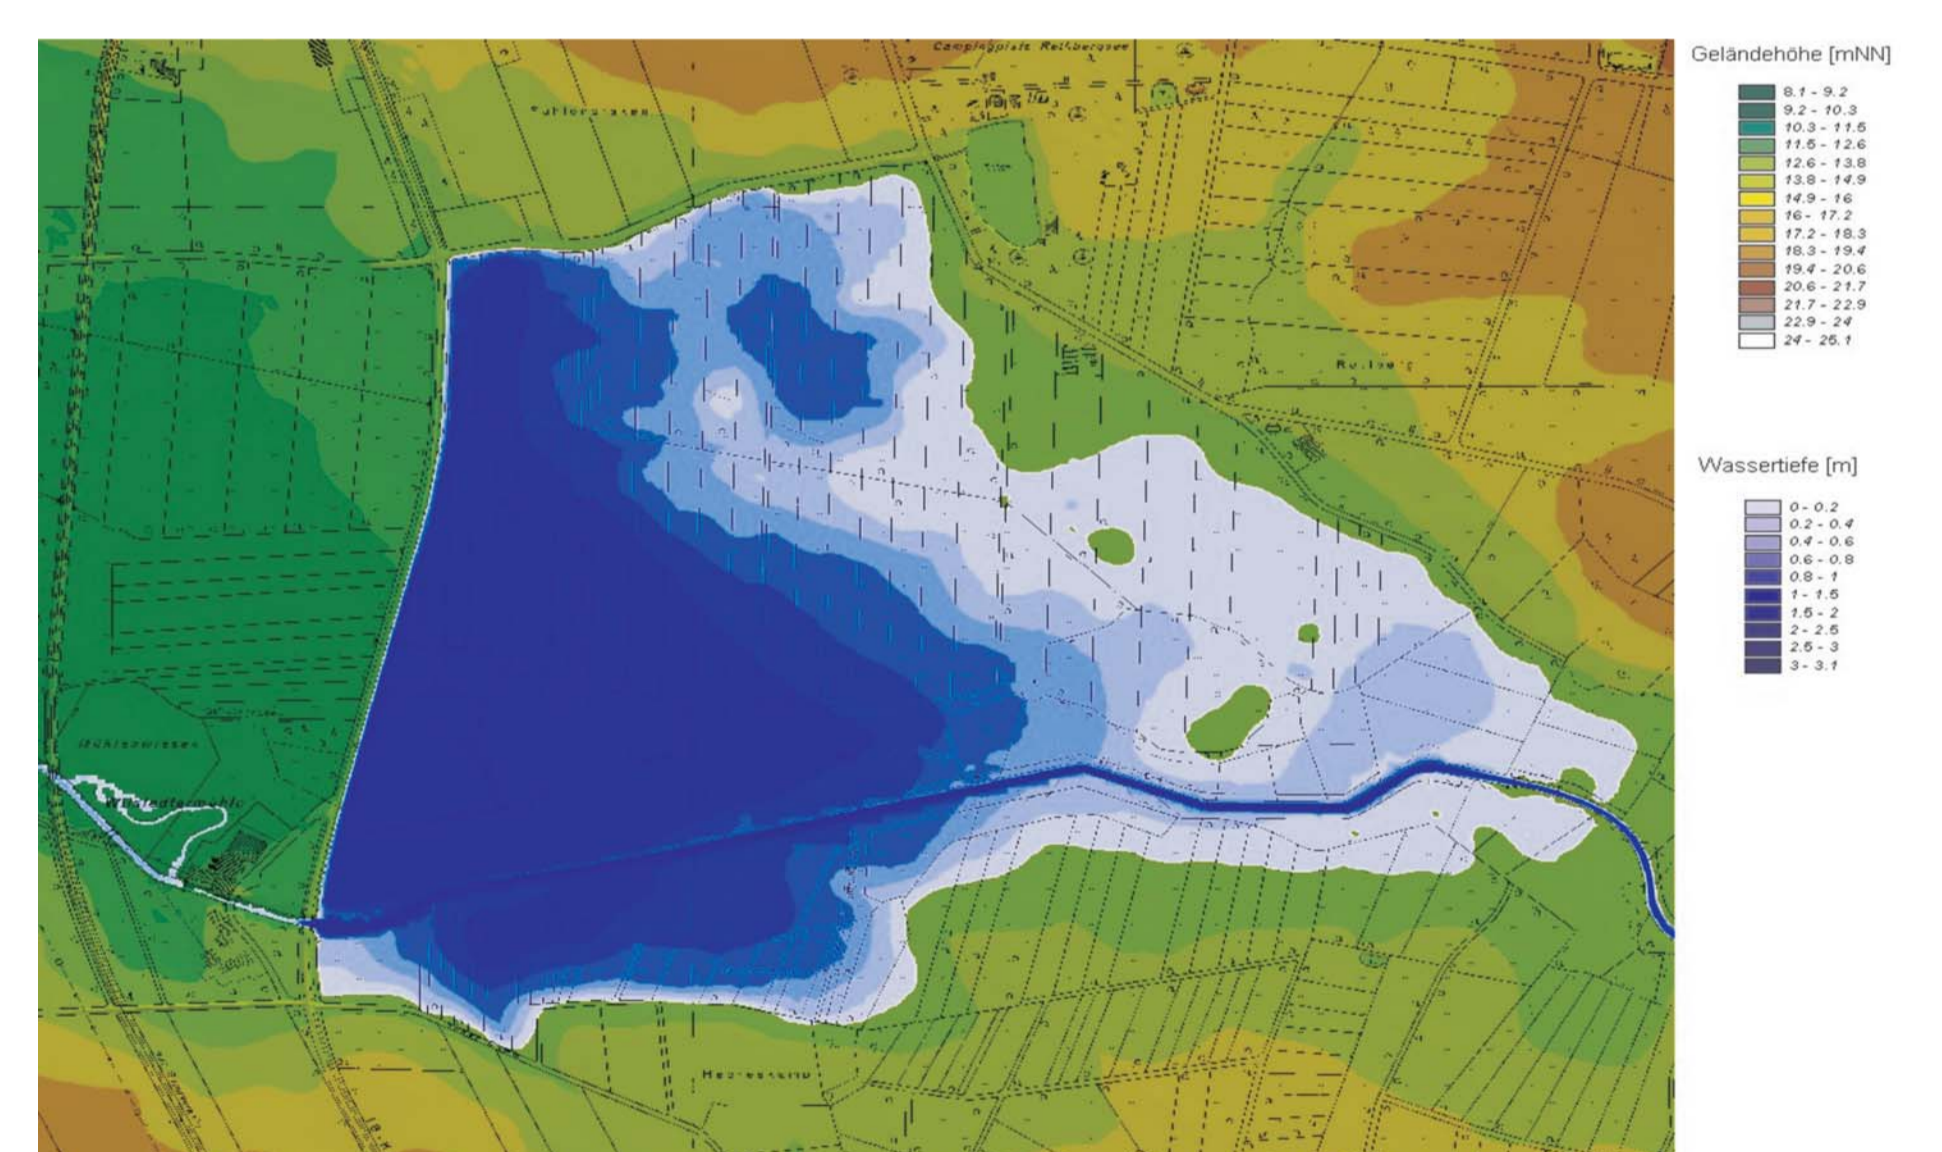 Campingplatz Reißbergsee
Geländehöhe [mNN]
8.1 - 9.2
9.2 - 10.3
10.3 - 11.5
11.5 - 12.6
12.6 - 13.8
13.8 - 14.9
14.9 - 16
16 - 17.2
17.2 - 18.3
18.3 - 19.4
19.4 - 20.6
20.6 - 21.7
21.7 - 22.9
22.9 - 24
24 - 25.1
Wassertiefe [m]
0 - 0.2
0.2 - 0.4
0.4 - 0.6
0.6 - 0.8
0.8 - 1
1 - 1.5
1.5 - 2
2 - 2.5
2.5 - 3
3 - 3.1
Mühlenwiesen